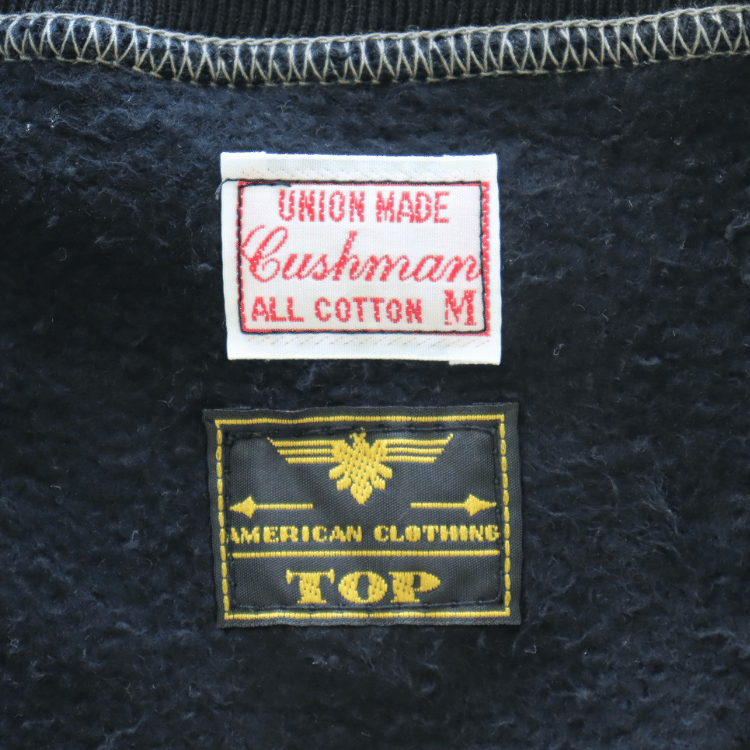 UNION MADE
Cushman
ALL COTTON M
AMERICAN CLOTHING
TOP